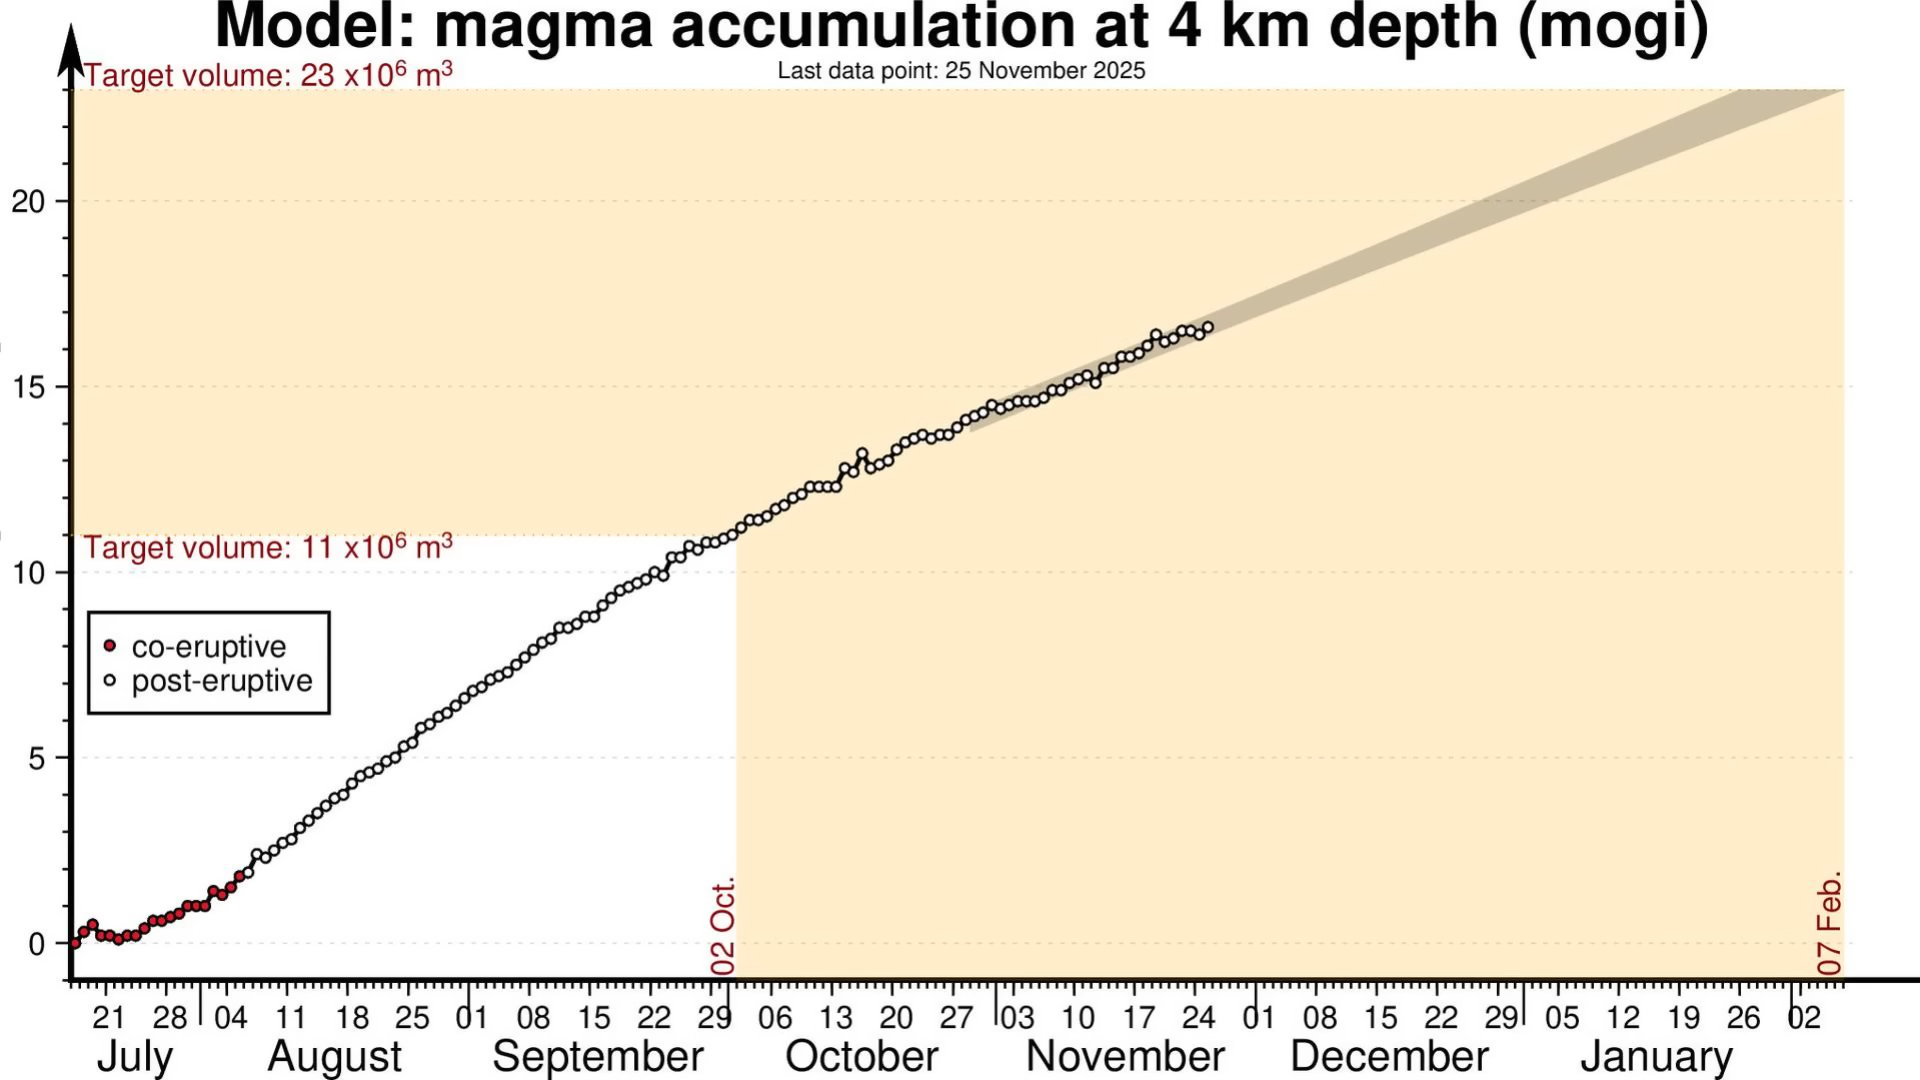 Model: magma accumulation at 4 km depth (mogi)
Target volume: 23 x10⁶ m³
Last data point: 25 November 2025
20
15
Target volume: 11 x10⁶ m³
10
co-eruptive
post-eruptive
5
02 Oct.
07 Feb.
0
21 28 04 11 18 25 01 08 15 22 29 06 13 20 27 03 10 17 24 01 08 15 22 29 05 12 19 26 02
July August September October November December January